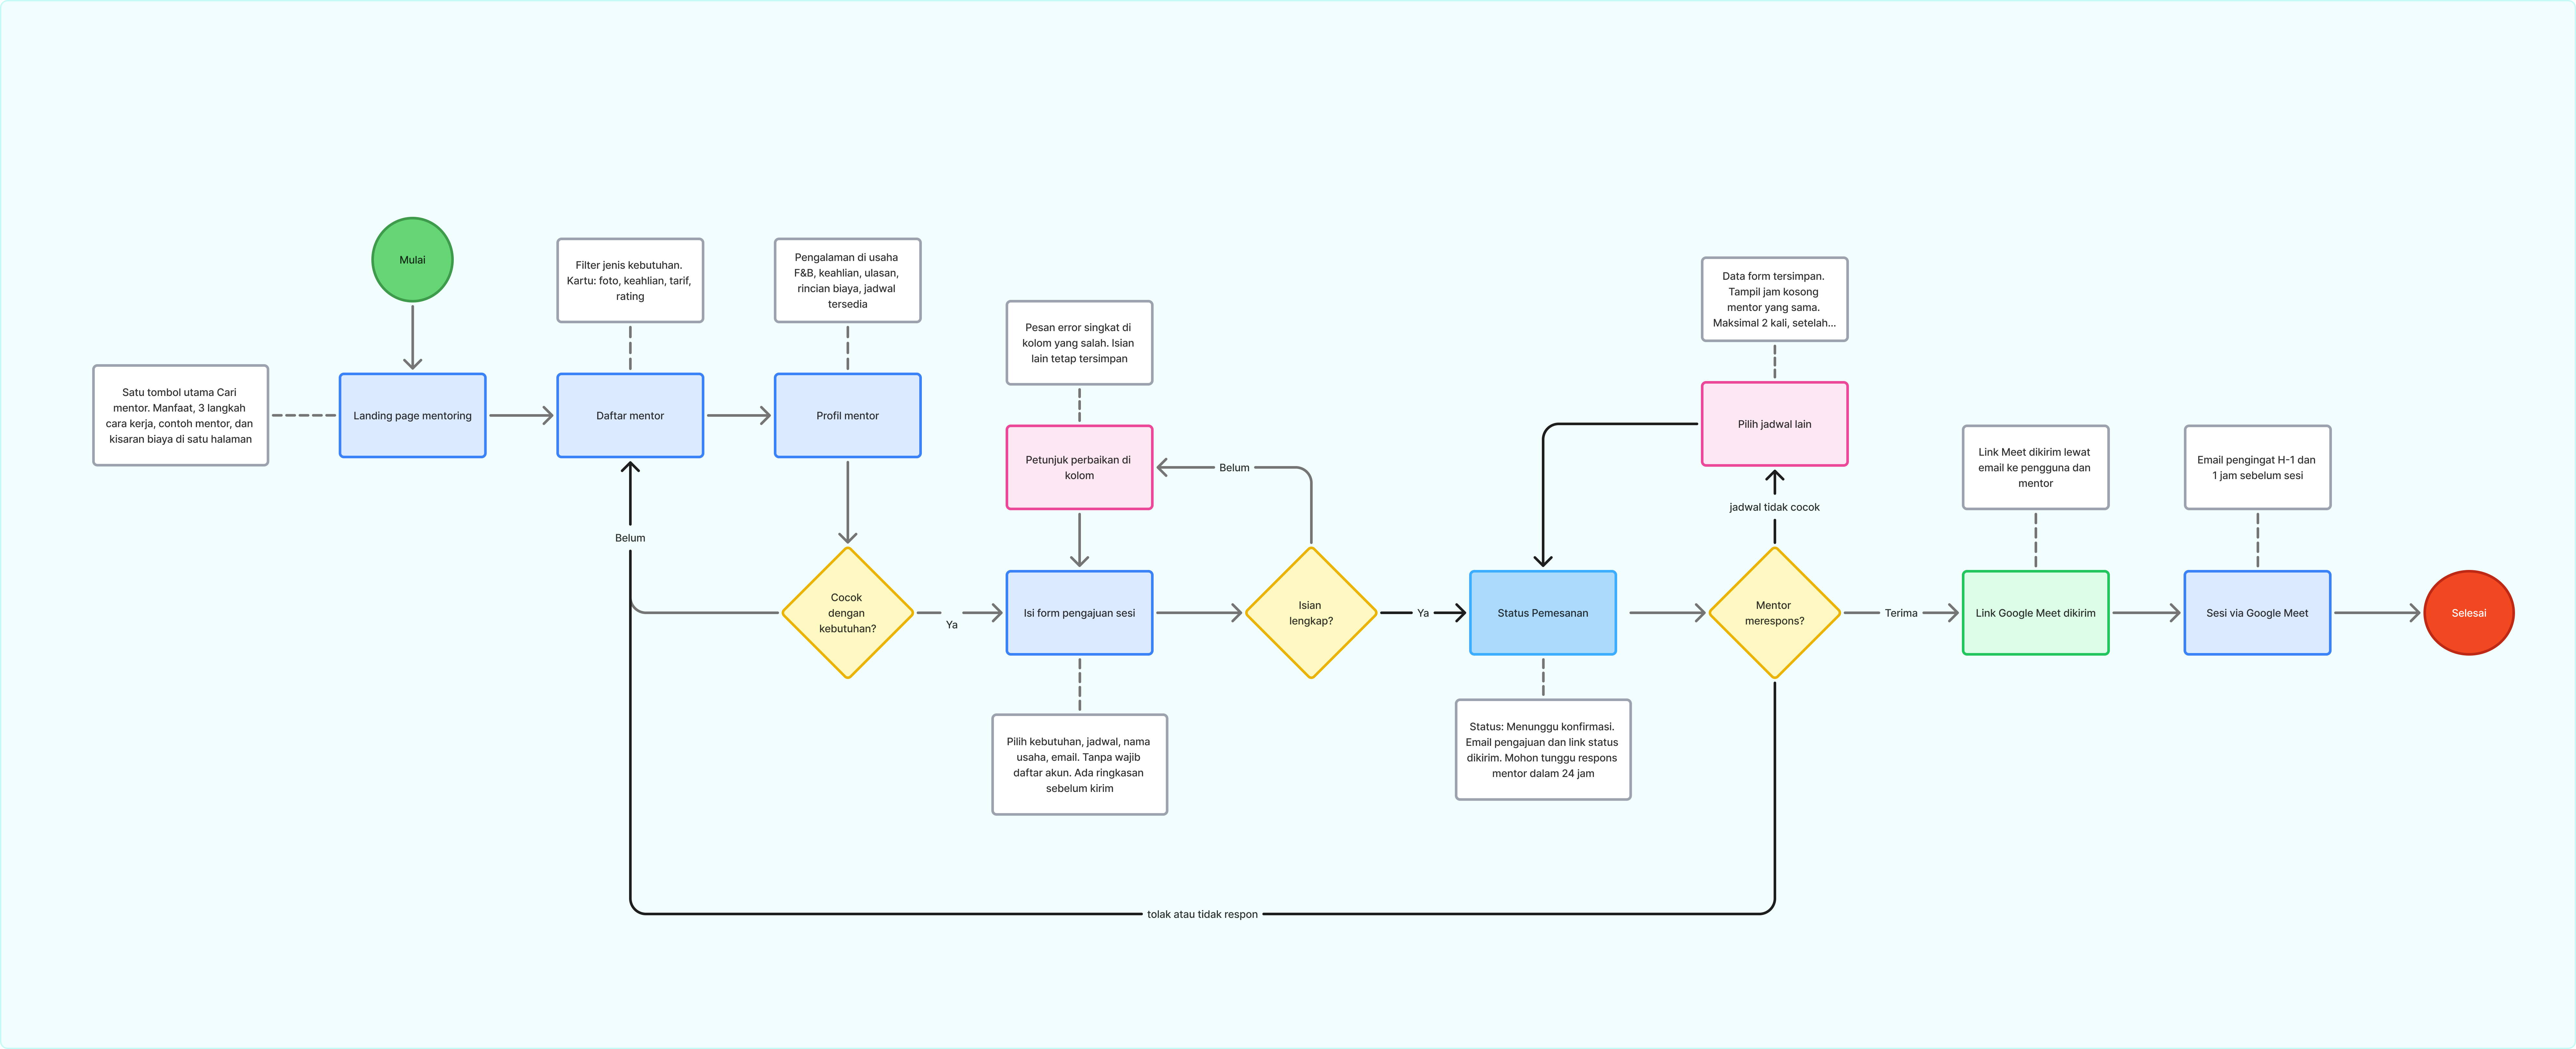 Mulai
Filter jenis kebutuhan.
Kartu: foto, keahlian, tarif,
rating
Pengalaman di usaha
F&B, keahlian, ulasan,
rincian biaya, jadwal
tersedia
Pesan error singkat di
kolom yang salah. Isian
lain tetap tersimpan
Data form tersimpan.
Tampil jam kosong
mentor yang sama.
Maksimal 2 kali, setelah...
Satu tombol utama Cari
mentor. Manfaat, 3 langkah
cara kerja, contoh mentor, dan
kisaran biaya di satu halaman
Landing page mentoring
Daftar mentor
Profil mentor
Petunjuk perbaikan di
kolom
Belum
Pilih jadwal lain
jadwal tidak cocok
Link Meet dikirim lewat
email ke pengguna dan
mentor
Email pengingat H-1 dan
1 jam sebelum sesi
Belum
Cocok
dengan
kebutuhan?
Ya
Isi form pengajuan sesi
Isian
lengkap?
Ya
Status Pemesanan
Mentor
merespons?
Terima
Link Google Meet dikirim
Sesi via Google Meet
Selesai
Pilih kebutuhan, jadwal, nama
usaha, email. Tanpa wajib
daftar akun. Ada ringkasan
sebelum kirim
Status: Menunggu konfirmasi.
Email pengajuan dan link status
dikirim. Mohon tunggu respons
mentor dalam 24 jam
tolak atau tidak respon